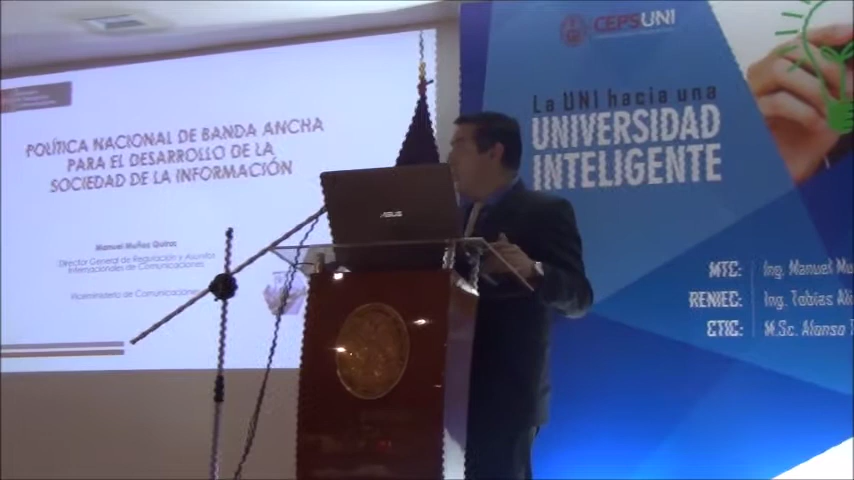 POLÍTICA NACIONAL DE BANDA ANCHA
PARA EL DESARROLLO DE LA
SOCIEDAD DE LA INFORMACIÓN
Manuel Muñoz Quiroz
Director General de Regulación y Asuntos
Internacionales de Comunicaciones
Viceministerio de Comunicaciones
ASUS
CEPSUNI
La UNI hacia una
UNIVERSIDAD
INTELIGENTE
MTC: Ing. Manuel
RENIEC: Ing. Tobias
CTIC: M.Sc. Alonso